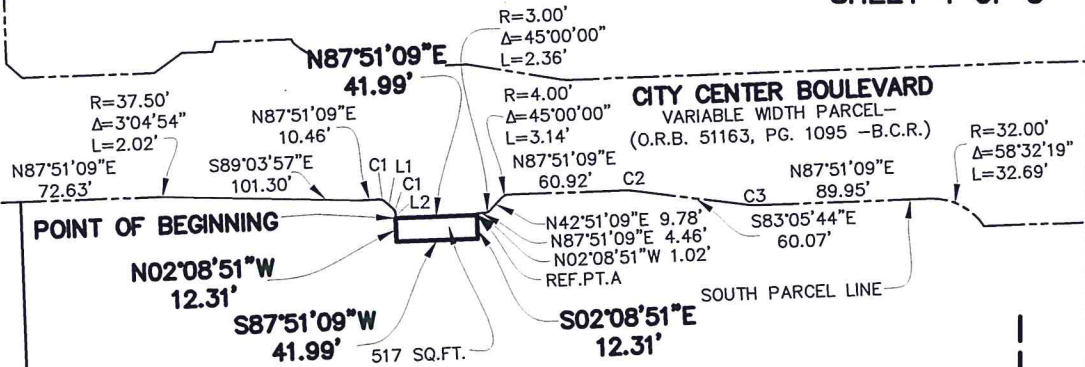 R=3.00'
Δ=45°00'00"
L=2.36'
N87°51'09"E
41.99'
R=4.00'
Δ=45°00'00"
L=3.14'
CITY CENTER BOULEVARD
VARIABLE WIDTH PARCEL-
(O.R.B. 51163, PG. 1095 -B.C.R.)
R=37.50'
Δ=3°04'54"
L=2.02'
N87°51'09"E
10.46'
R=32.00'
Δ=58°32'19"
L=32.69'
N87°51'09"E
72.63'
S89°03'57"E
101.30'
C1
L1
C1
L2
N87°51'09"E
60.92'
C2
C3
N87°51'09"E
89.95'
S83°05'44"E
60.07'
POINT OF BEGINNING
N42°51'09"E 9.78'
N87°51'09"E 4.46'
N02°08'51"W 1.02'
REF.PT.A
N02°08'51"W
12.31'
SOUTH PARCEL LINE
S87°51'09"W
41.99'
517 SQ.FT.
S02°08'51"E
12.31'